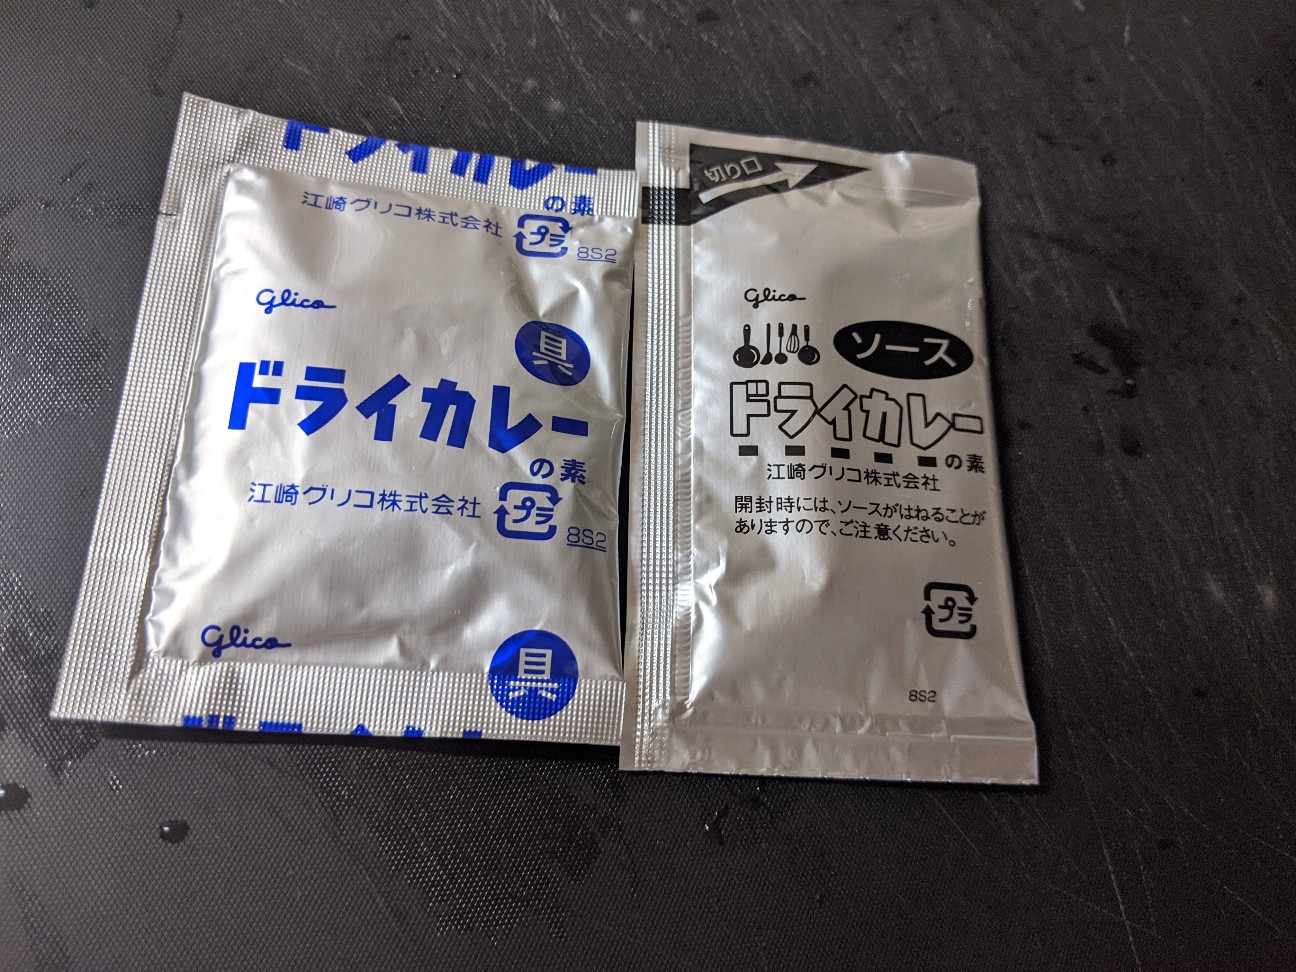 ドライカレー
の素
江崎グリコ株式会社
プラ
8S2
Glico
具
ドライカレー
の素
江崎グリコ株式会社
プラ
8S2
Glico
具
切り口
Glico
ソース
ドライカレー
の素
江崎グリコ株式会社
開封時には、ソースがはねることが
ありますので、ご注意ください。
プラ
8S2